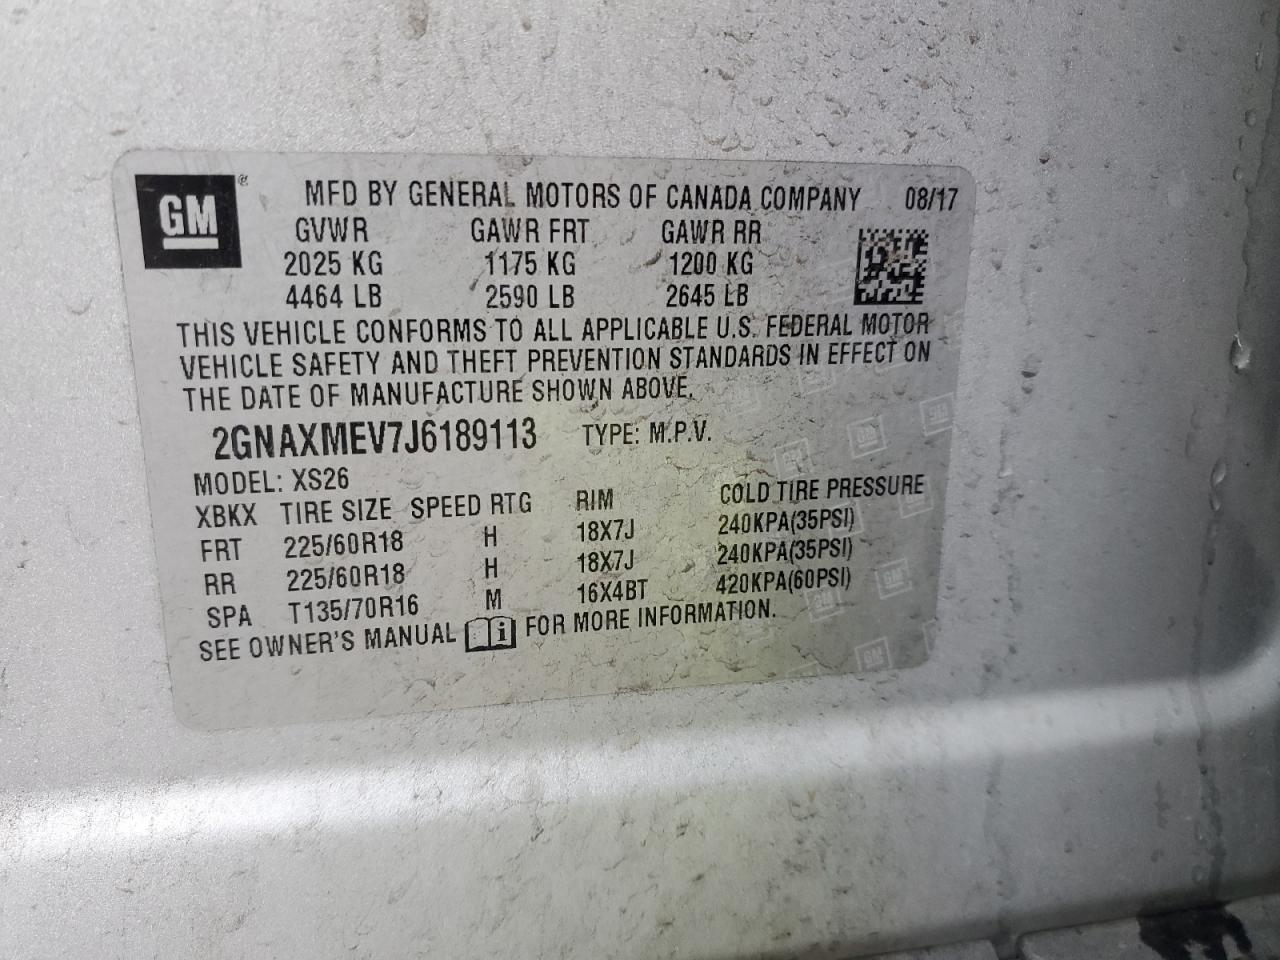 GM ® MFD BY GENERAL MOTORS OF CANADA COMPANY 08/17
GVWR GAWR FRT GAWR RR
2025 KG 1175 KG 1200 KG
4464 LB 2590 LB 2645 LB
THIS VEHICLE CONFORMS TO ALL APPLICABLE U.S. FEDERAL MOTOR
VEHICLE SAFETY AND THEFT PREVENTION STANDARDS IN EFFECT ON
THE DATE OF MANUFACTURE SHOWN ABOVE.
2GNAXMEV7J6189113 TYPE: M.P.V.
MODEL: XS26
XBKX TIRE SIZE SPEED RTG RIM COLD TIRE PRESSURE
FRT 225/60R18 H 18X7J 240KPA(35PSI)
RR 225/60R18 H 18X7J 240KPA(35PSI)
SPA T135/70R16 M 16X4BT 420KPA(60PSI)
SEE OWNER'S MANUAL i FOR MORE INFORMATION.